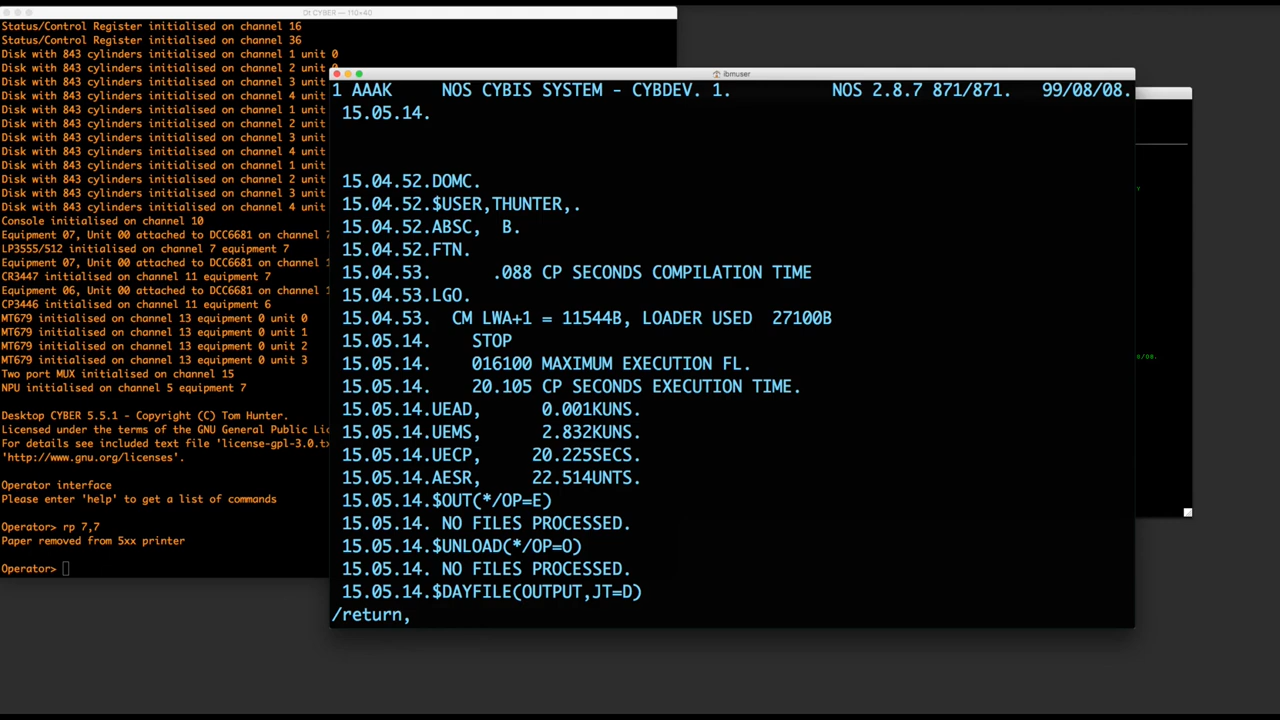 Dt CYBER — 110×40
Status/Control Register initialised on channel 16
Status/Control Register initialised on channel 36
Disk with 843 cylinders initialised on channel 1 unit 0
Disk with 843 cylinders initialised on channel 2 unit 0
Disk with 843 cylinders initialised on channel 3 unit
Disk with 843 cylinders initialised on channel 4 unit
Disk with 843 cylinders initialised on channel 1 unit
Disk with 843 cylinders initialised on channel 2 unit
Disk with 843 cylinders initialised on channel 3 unit
Disk with 843 cylinders initialised on channel 4 unit
Disk with 843 cylinders initialised on channel 1 unit
Disk with 843 cylinders initialised on channel 2 unit
Disk with 843 cylinders initialised on channel 3 unit
Disk with 843 cylinders initialised on channel 4 unit
Console initialised on channel 10
Equipment 07, Unit 00 attached to DCC6681 on channel 7
LP3555/512 initialised on channel 7 equipment 7
Equipment 07, Unit 00 attached to DCC6681 on channel 1
CR3447 initialised on channel 11 equipment 7
Equipment 06, Unit 00 attached to DCC6681 on channel 1
CP3446 initialised on channel 11 equipment 6
MT679 initialised on channel 13 equipment 0 unit 0
MT679 initialised on channel 13 equipment 0 unit 1
MT679 initialised on channel 13 equipment 0 unit 2
MT679 initialised on channel 13 equipment 0 unit 3
Two port MUX initialised on channel 15
NPU initialised on channel 5 equipment 7
Desktop CYBER 5.5.1 - Copyright (C) Tom Hunter.
Licensed under the terms of the GNU General Public Lic
For details see included text file 'license-gpl-3.0.tx
'http://www.gnu.org/licenses'.
Operator interface
Please enter 'help' to get a list of commands
Operator> rp 7,7
Paper removed from 5xx printer
Operator>
ibmuser
1 AAAK NOS CYBIS SYSTEM - CYBDEV. 1. NOS 2.8.7 871/871. 99/08/08.
15.05.14.
15.04.52.DOMC.
15.04.52.$USER,THUNTER,.
15.04.52.ABSC, B.
15.04.52.FTN.
15.04.53. .088 CP SECONDS COMPILATION TIME
15.04.53.LGO.
15.04.53. CM LWA+1 = 11544B, LOADER USED 27100B
15.05.14. STOP
15.05.14. 016100 MAXIMUM EXECUTION FL.
15.05.14. 20.105 CP SECONDS EXECUTION TIME.
15.05.14.UEAD, 0.001KUNS.
15.05.14.UEMS, 2.832KUNS.
15.05.14.UECP, 20.225SECS.
15.05.14.AESR, 22.514UNTS.
15.05.14.$OUT(*/OP=E)
15.05.14. NO FILES PROCESSED.
15.05.14.$UNLOAD(*/OP=O)
15.05.14. NO FILES PROCESSED.
15.05.14.$DAYFILE(OUTPUT,JT=D)
/return,
Y
8/08.